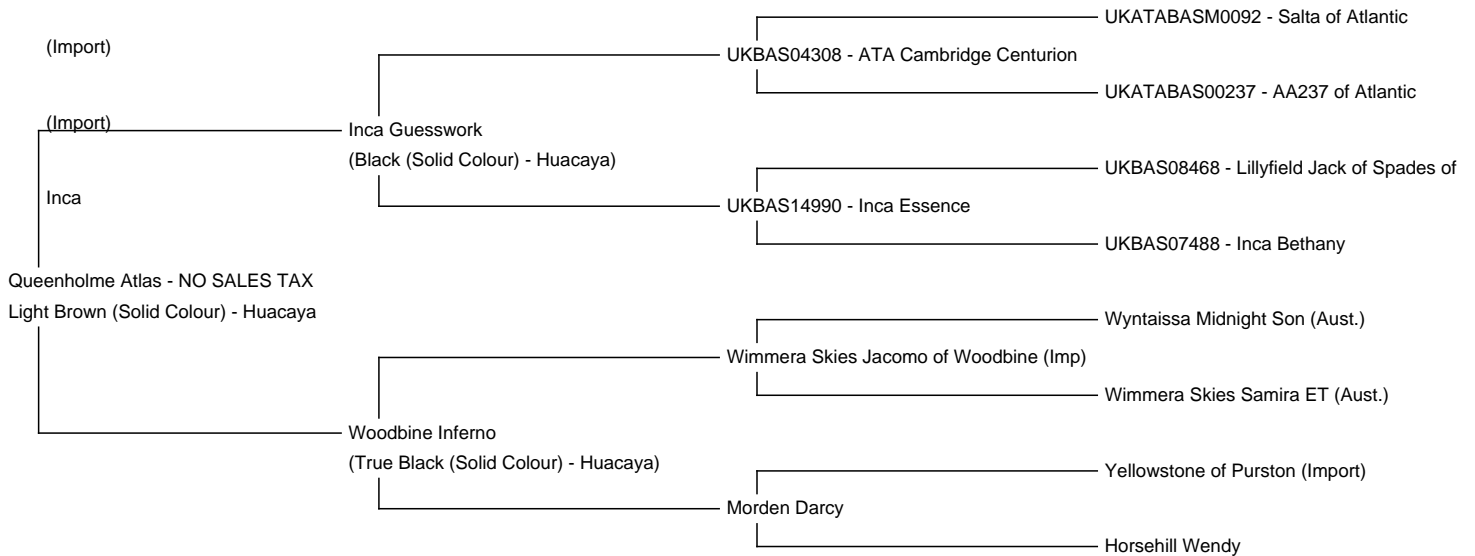 UKATABASM0092 - Salta of Atlantic
(Import)
UKBAS04308 - ATA Cambridge Centurion
UKATABAS00237 - AA237 of Atlantic
(Import)
Inca Guesswork
(Black (Solid Colour) - Huacaya)
UKBAS08468 - Lillyfield Jack of Spades of
Inca
UKBAS14990 - Inca Essence
UKBAS07488 - Inca Bethany
Queenholme Atlas - NO SALES TAX
Light Brown (Solid Colour) - Huacaya
Wyntaissa Midnight Son (Aust.)
Wimmera Skies Jacomo of Woodbine (Imp)
Wimmera Skies Samira ET (Aust.)
Woodbine Inferno
(True Black (Solid Colour) - Huacaya)
Yellowstone of Purston (Import)
Morden Darcy
Horsehill Wendy